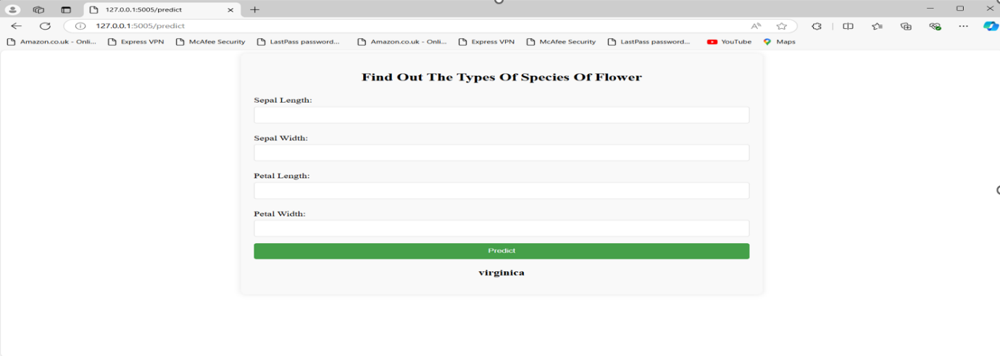 127.0.0.1:5005/predict
127.0.0.1:5005/predict
Amazon.co.uk - Onli... Express VPN McAfee Security LastPass password... Amazon.co.uk - Onli... Express VPN McAfee Security LastPass password... YouTube Maps
Find Out The Types Of Species Of Flower
Sepal Length:
Sepal Width:
Petal Length:
Petal Width:
Predict
virginica